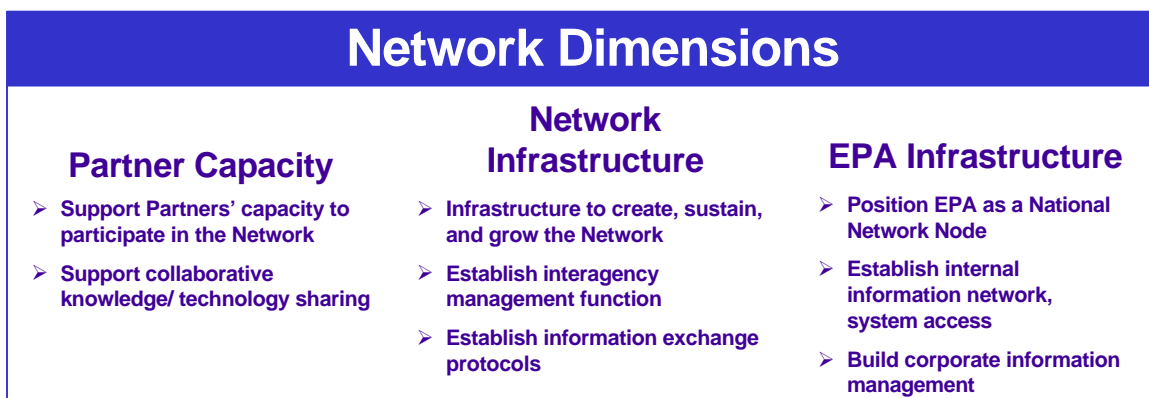 Network Dimensions
Partner Capacity
➢ Support Partners’ capacity to
participate in the Network
➢ Support collaborative
knowledge/ technology sharing
Network
Infrastructure
➢ Infrastructure to create, sustain,
and grow the Network
➢ Establish interagency
management function
➢ Establish information exchange
protocols
EPA Infrastructure
➢ Position EPA as a National
Network Node
➢ Establish internal
information network,
system access
➢ Build corporate information
management